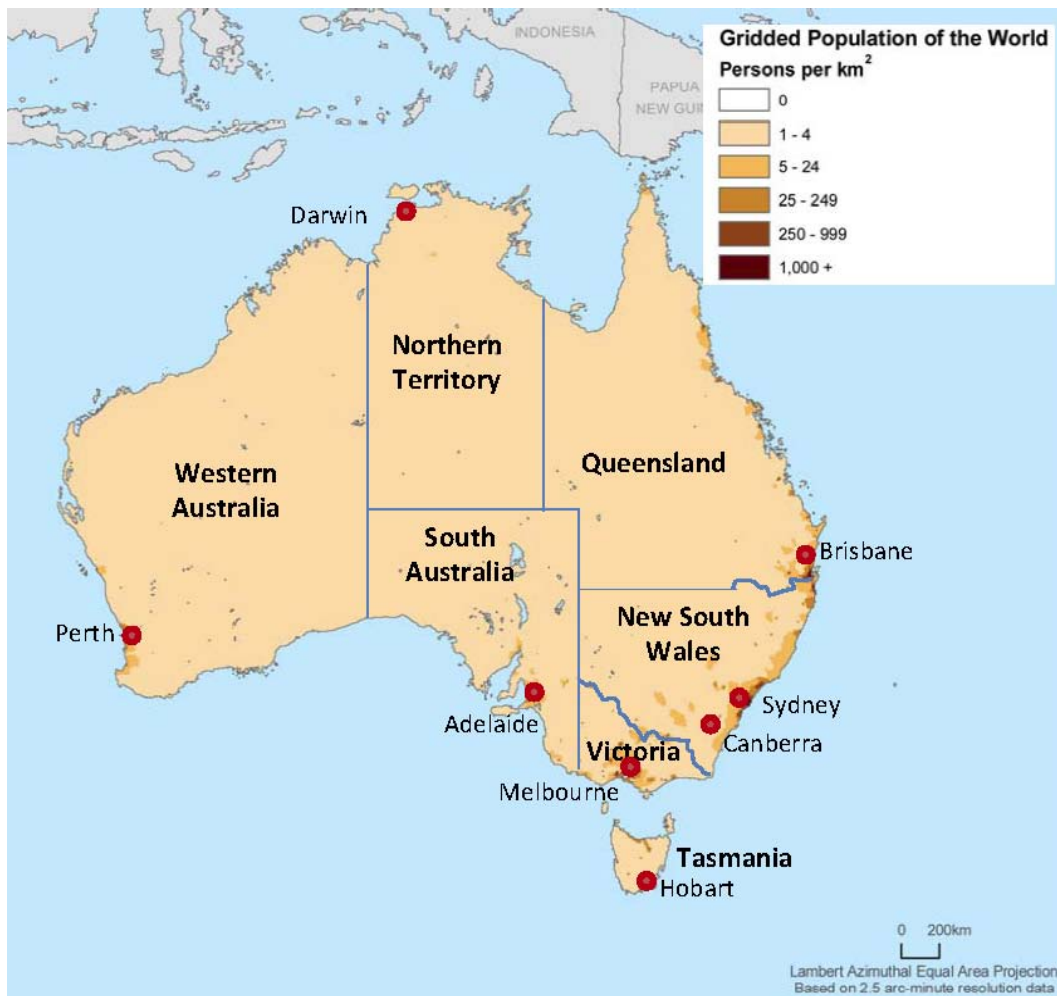 INDONESIA
PAPUA
NEW GUI
Gridded Population of the World
Persons per km²
0
1 - 4
5 - 24
25 - 249
250 - 999
1,000 +
Darwin
Northern
Territory
Western
Australia
Queensland
South
Australia
Brisbane
New South
Wales
Perth
Adelaide
Sydney
Canberra
Victoria
Melbourne
Tasmania
Hobart
0 200km
Lambert Azimuthal Equal Area Projection
Based on 2.5 arc-minute resolution data